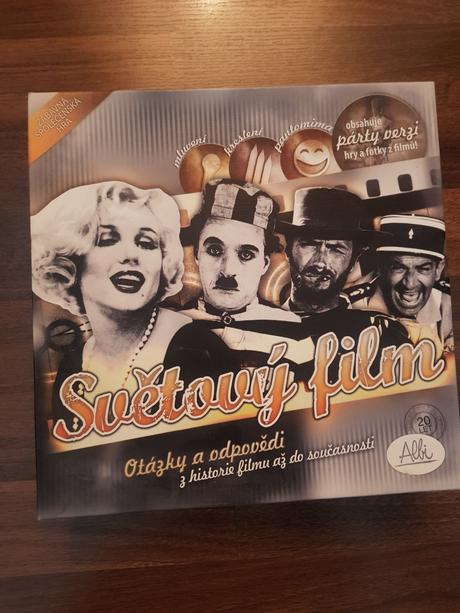 ZÁBAVNÁ
SPOLEČENSKÁ
HRA
mluvení
kreslení
pantomima
obsahuje
párty verzi
hry a fotky z filmů!
Světový film
Otázky a odpovědi
z historie filmu až do současnosti
20
LET
Albi